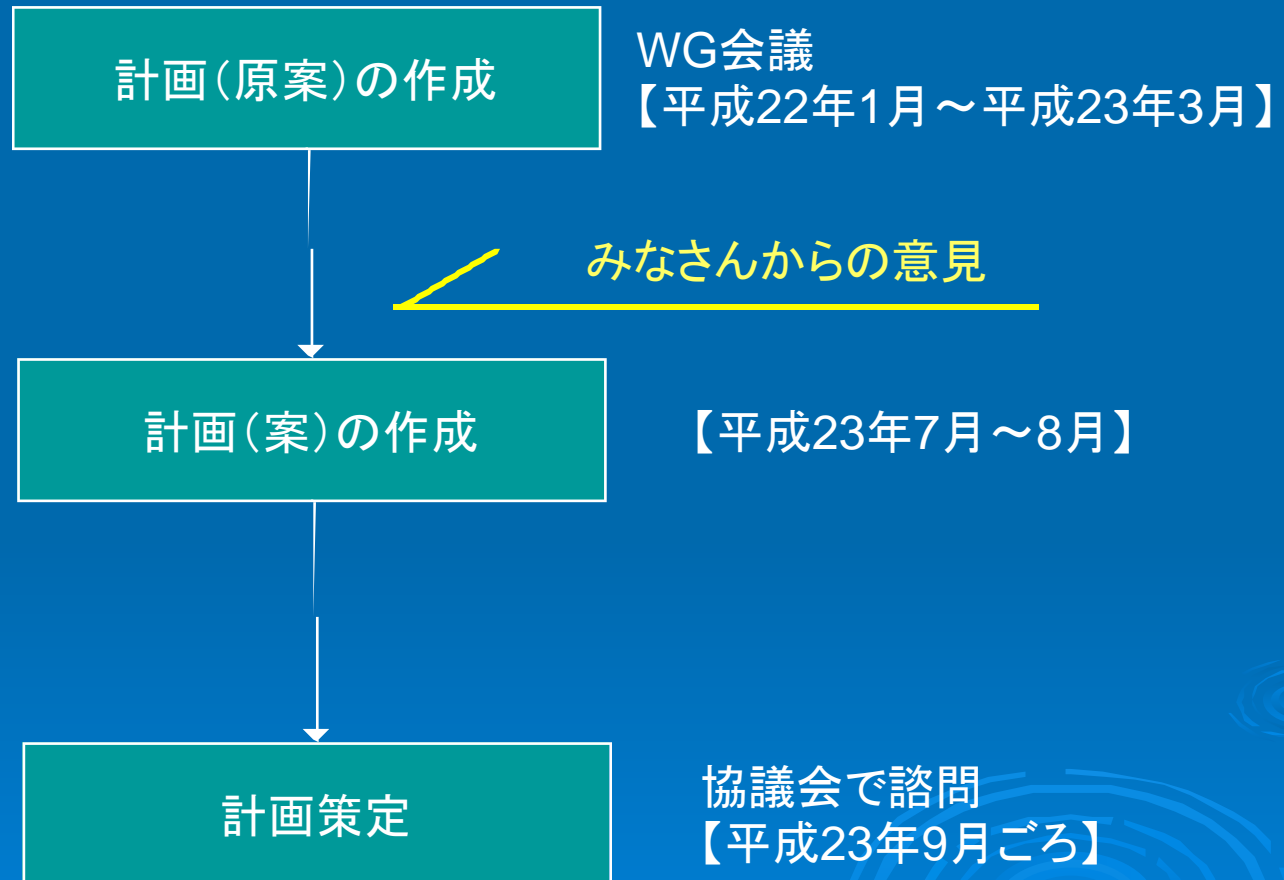 計画（原案）の作成
WG会議
【平成22年1月～平成23年3月】
みなさんからの意見
計画（案）の作成
【平成23年7月～8月】
計画策定
協議会で諮問
【平成23年9月ごろ】